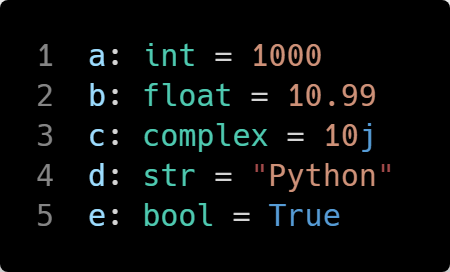 1 a: int = 1000
2 b: float = 10.99
3 c: complex = 10j
4 d: str = "Python"
5 e: bool = True